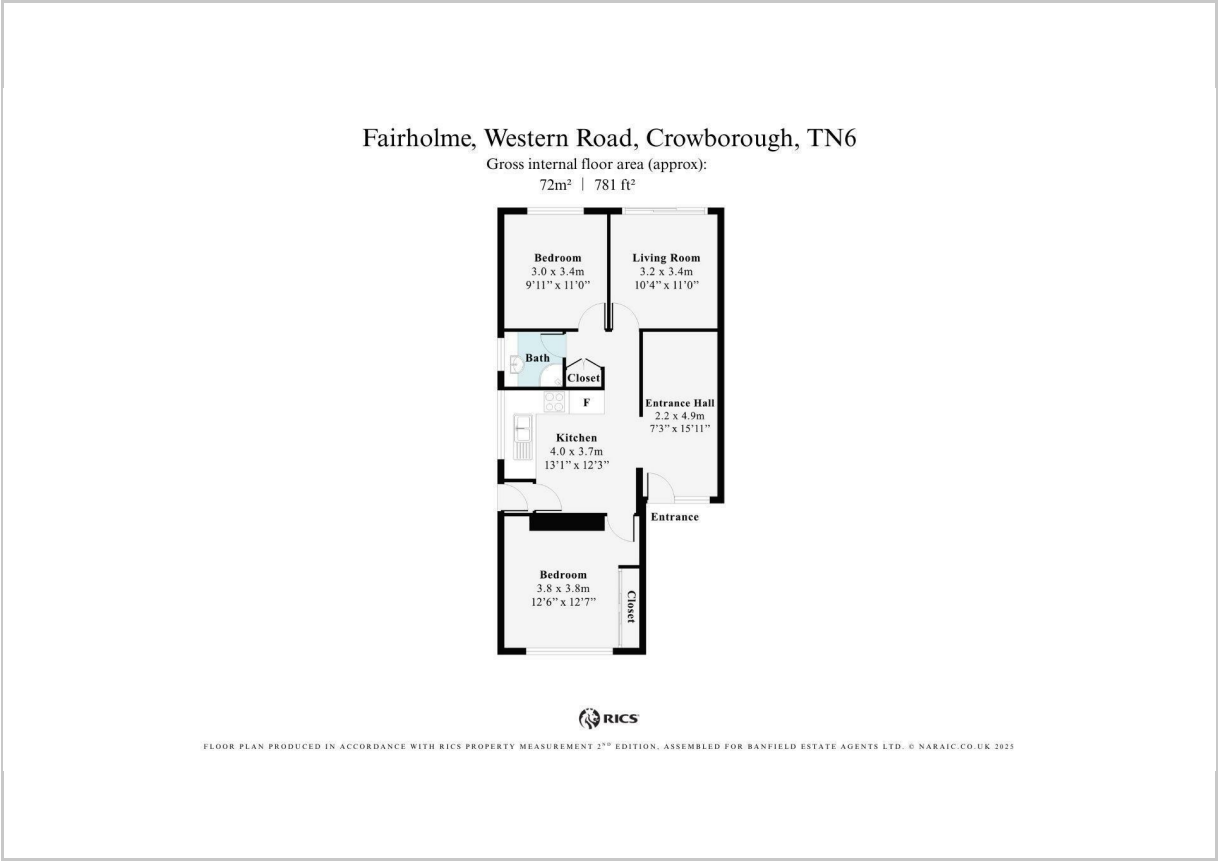 Fairholme, Western Road, Crowborough, TN6
Gross internal floor area (approx):
72m² | 781 ft²
Bedroom
3.0 x 3.4m
9'11" x 11'0"
Living Room
3.2 x 3.4m
10'4" x 11'0"
Bath
Closet
F
Entrance Hall
2.2 x 4.9m
7'3" x 15'11"
Kitchen
4.0 x 3.7m
13'1" x 12'3"
Entrance
Bedroom
3.8 x 3.8m
12'6" x 12'7"
Closet
RICS
FLOOR PLAN PRODUCED IN ACCORDANCE WITH RICS PROPERTY MEASUREMENT 2ND EDITION, ASSEMBLED FOR BANFIELD ESTATE AGENTS LTD. © NARAIC.CO.UK 2025